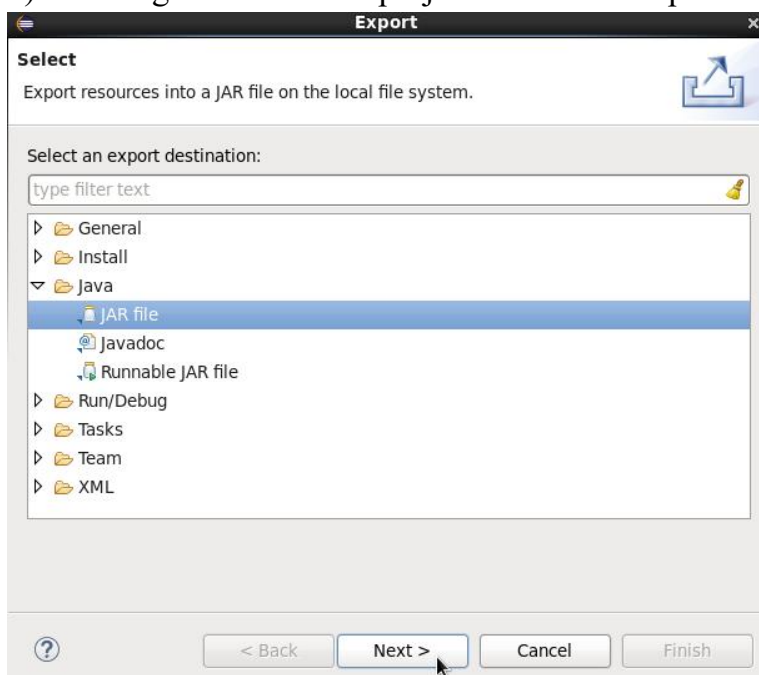 Export
Select
Export resources into a JAR file on the local file system.
Select an export destination:
type filter text
General
Install
Java
JAR file
Javadoc
Runnable JAR file
Run/Debug
Tasks
Team
XML
< Back Next > Cancel Finish